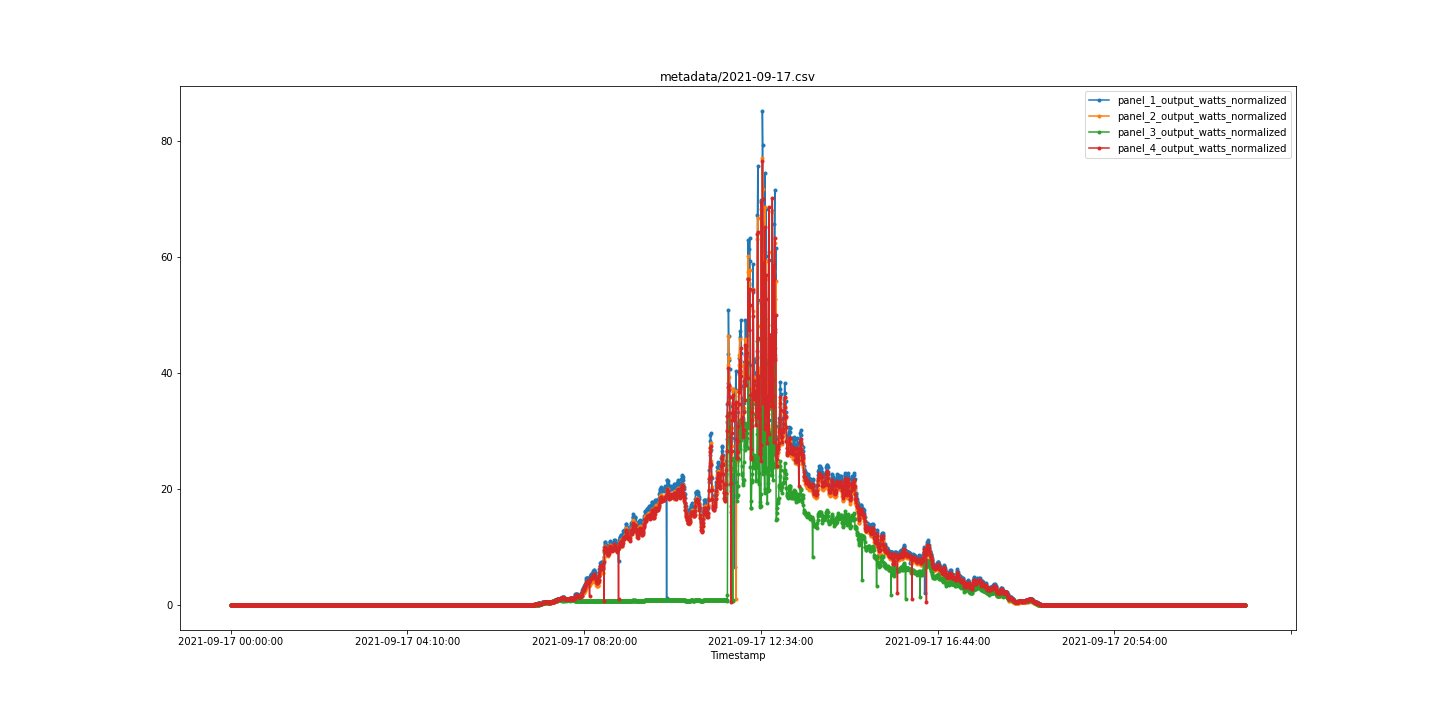 metadata/2021-09-17.csv
panel_1_output_watts_normalized
panel_2_output_watts_normalized
panel_3_output_watts_normalized
panel_4_output_watts_normalized
80
60
40
20
0
2021-09-17 00:00:00 2021-09-17 04:10:00 2021-09-17 08:20:00 2021-09-17 12:34:00 2021-09-17 16:44:00 2021-09-17 20:54:00
Timestamp